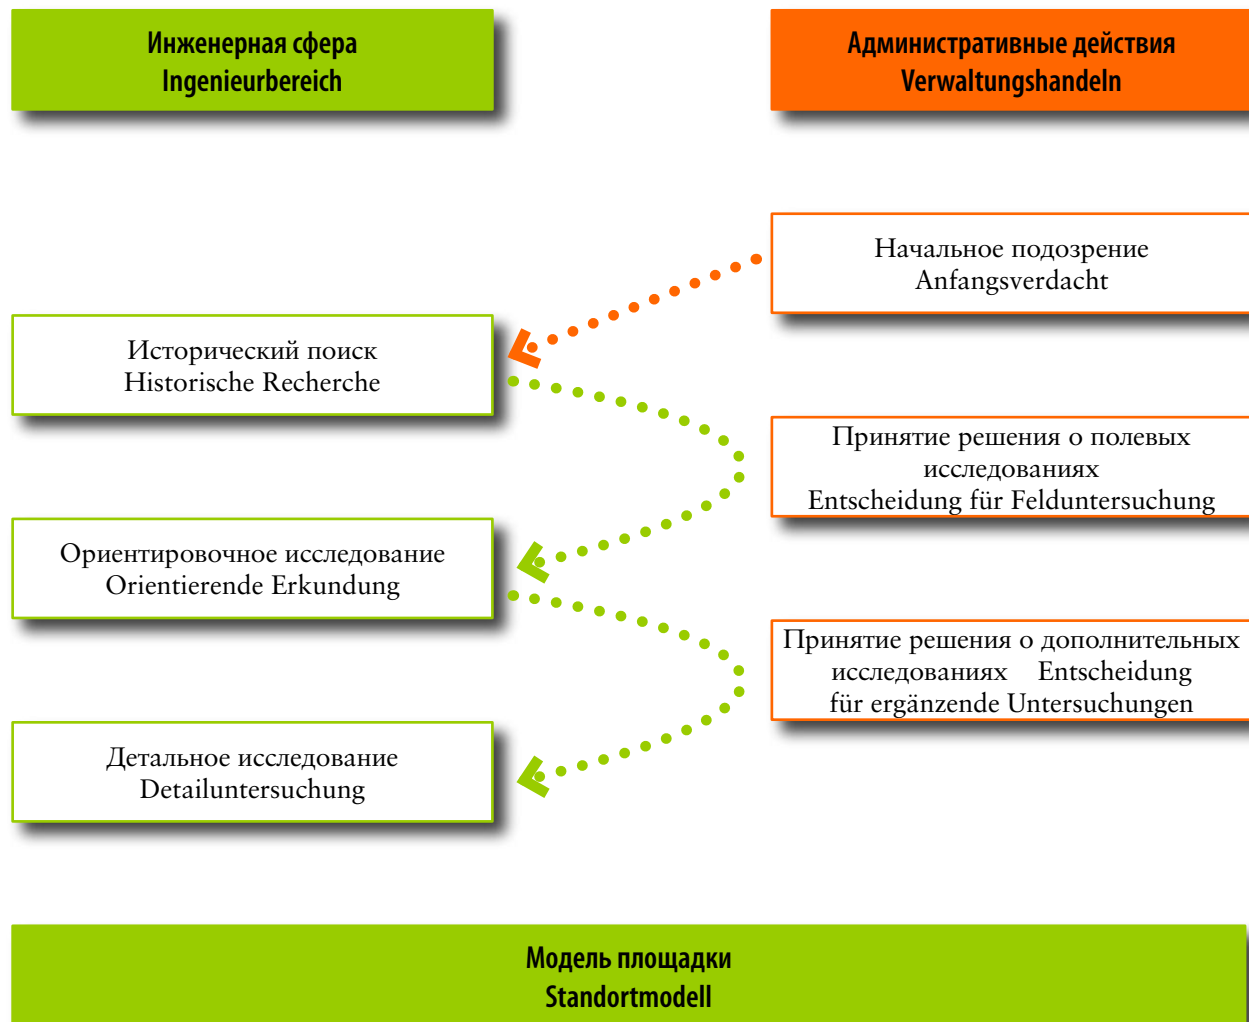 Инженерная сфера
Ingenieurbereich
Административные действия
Verwaltungshandeln
Начальное подозрение
Anfangsverdacht
Исторический поиск
Historische Recherche
Принятие решения о полевых
исследованиях
Entscheidung für Felduntersuchung
Ориентировочное исследование
Orientierende Erkundung
Принятие решения о дополнительных
исследованиях Entscheidung
für ergänzende Untersuchungen
Детальное исследование
Detailuntersuchung
Модель площадки
Standortmodell